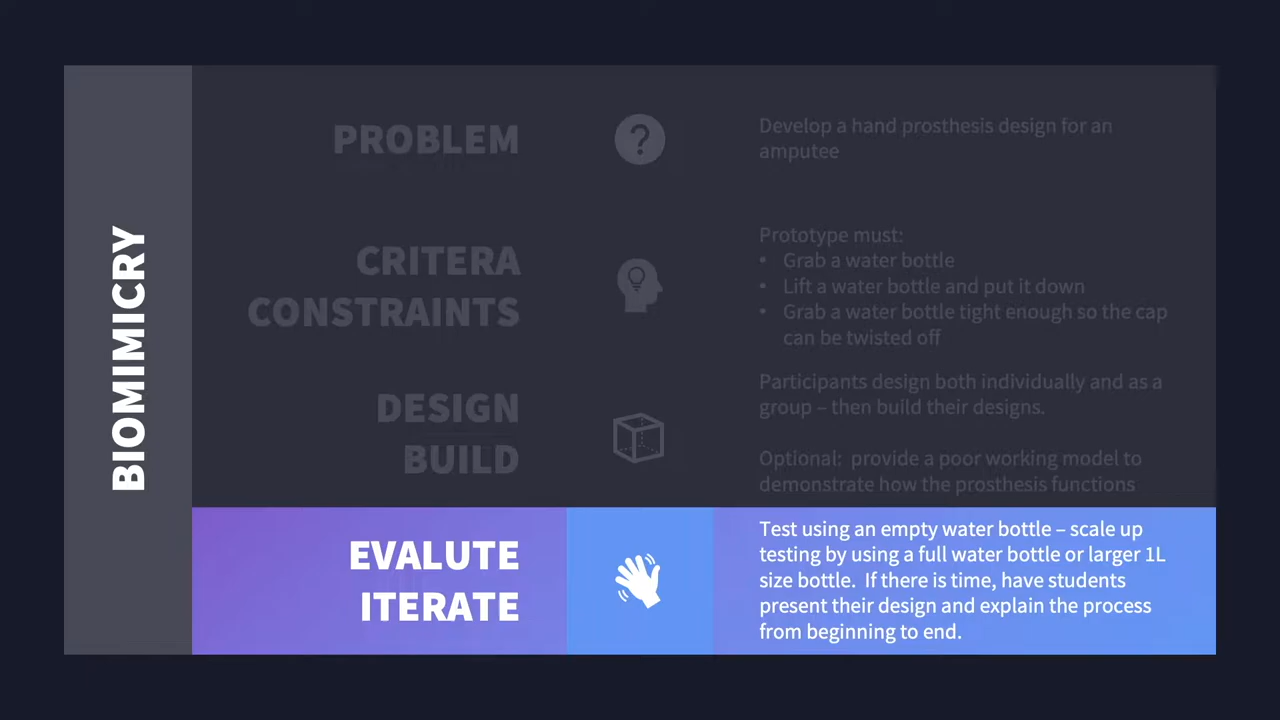 BIOMIMICRY
PROBLEM
Develop a hand prosthesis design for an
amputee
CRITERA
CONSTRAINTS
Prototype must:
• Grab a water bottle
• Lift a water bottle and put it down
• Grab a water bottle tight enough so the cap
can be twisted off
DESIGN
BUILD
Participants design both individually and as a
group – then build their designs.
Optional: provide a poor working model to
demonstrate how the prosthesis functions
EVALUTE
ITERATE
Test using an empty water bottle – scale up
testing by using a full water bottle or larger 1L
size bottle. If there is time, have students
present their design and explain the process
from beginning to end.